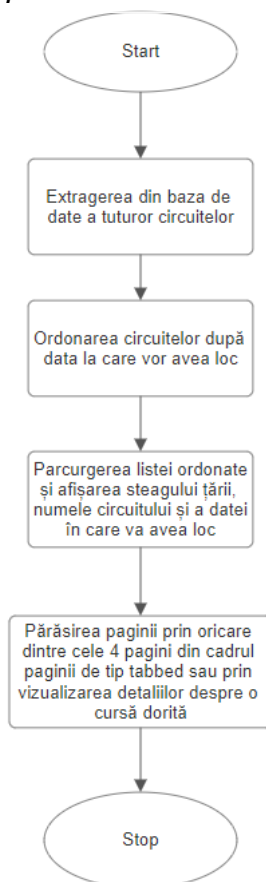 Start
Extragerea din baza de
date a tuturor circuitelor
Ordonarea circuitelor după
data la care vor avea loc
Parcurgerea listei ordonate
și afișarea steagului țării,
numele circuitului și a datei
în care va avea loc
Părăsirea paginii prin oricare
dintre cele 4 pagini din cadrul
paginii de tip tabbed sau prin
vizualizarea detaliilor despre o
cursă dorită
Stop